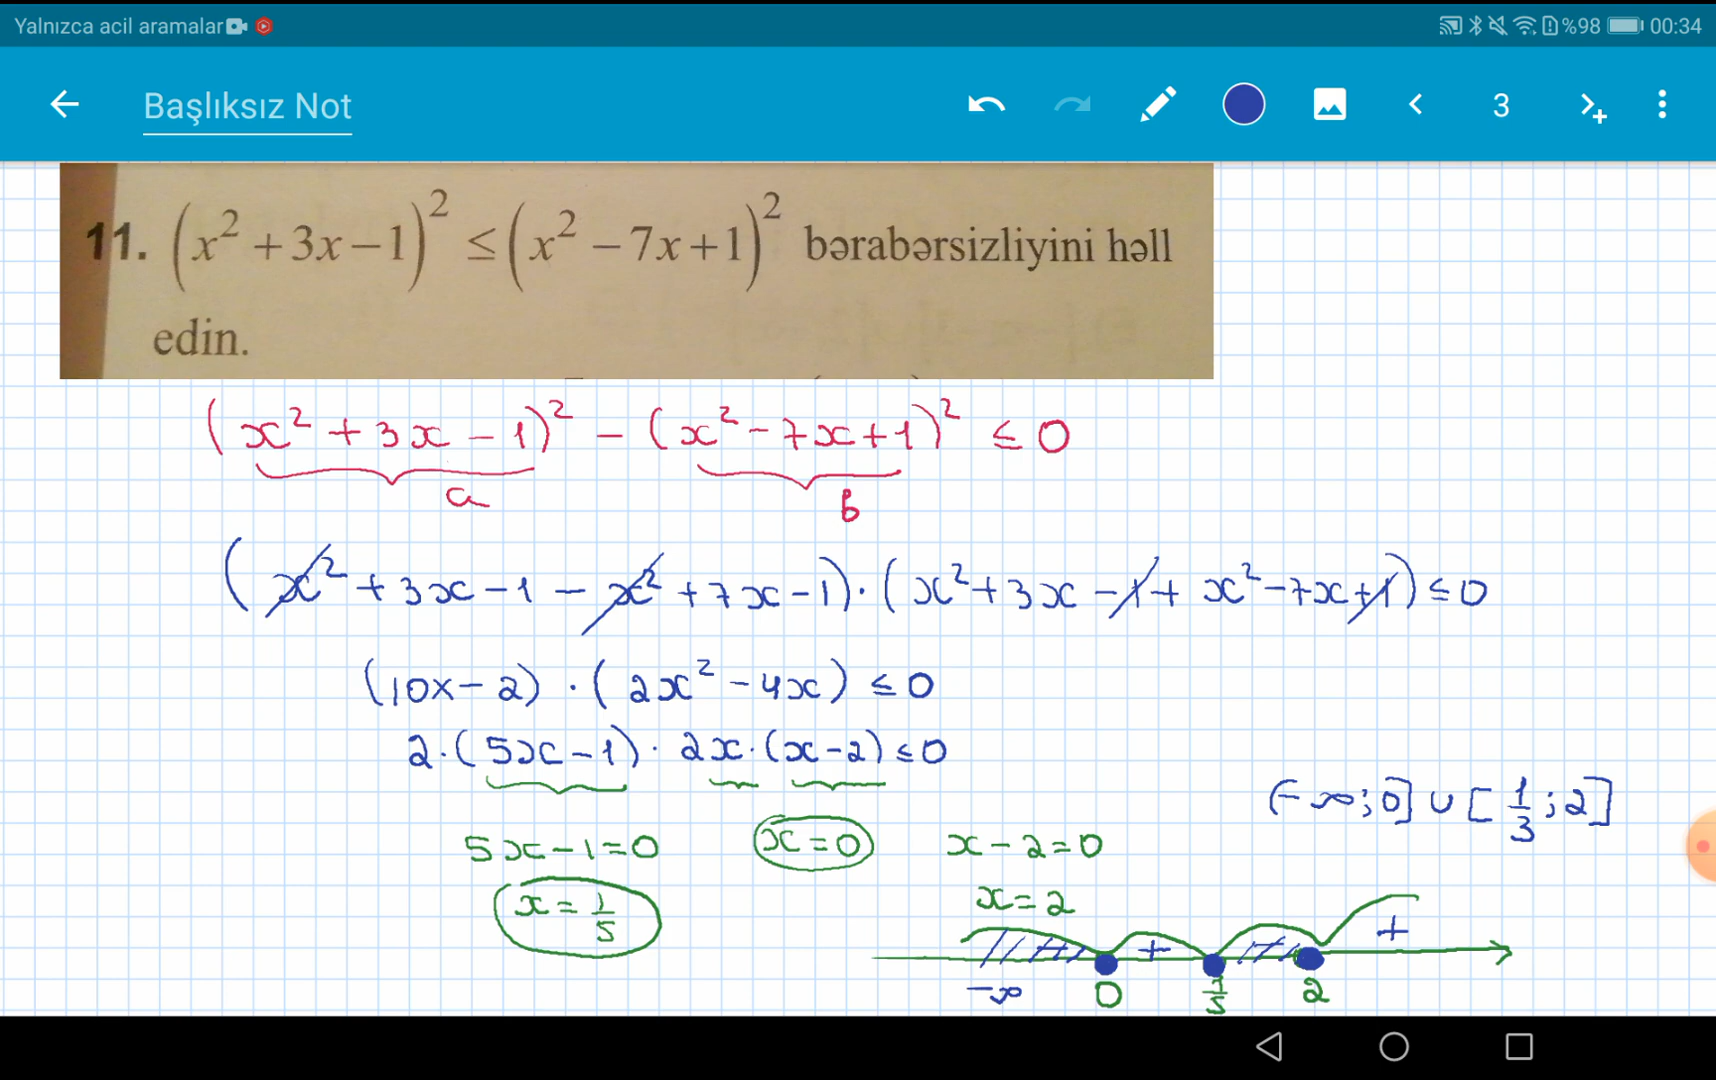 Yalnızca acil aramalar %98 00:34
Başlıksız Not 3
11. (x² + 3x − 1)² ≤ (x² − 7x + 1)² bərabərsizliyini həll
edin.
(x² + 3x − 1)² − (x² − 7x + 1)² ≤ 0
a b
(x² + 3x − 1 − x² + 7x − 1) · (x² + 3x − 1 + x² − 7x + 1) ≤ 0
(10x − 2) · (2x² − 4x) ≤ 0
2 · (5x − 1) · 2x · (x − 2) ≤ 0
(−∞; 0] ∪ [1/3; 2]
5x − 1 = 0 x = 0 x − 2 = 0
x = 1/5 x = 2
+ +
−∞ 0 1/5 2